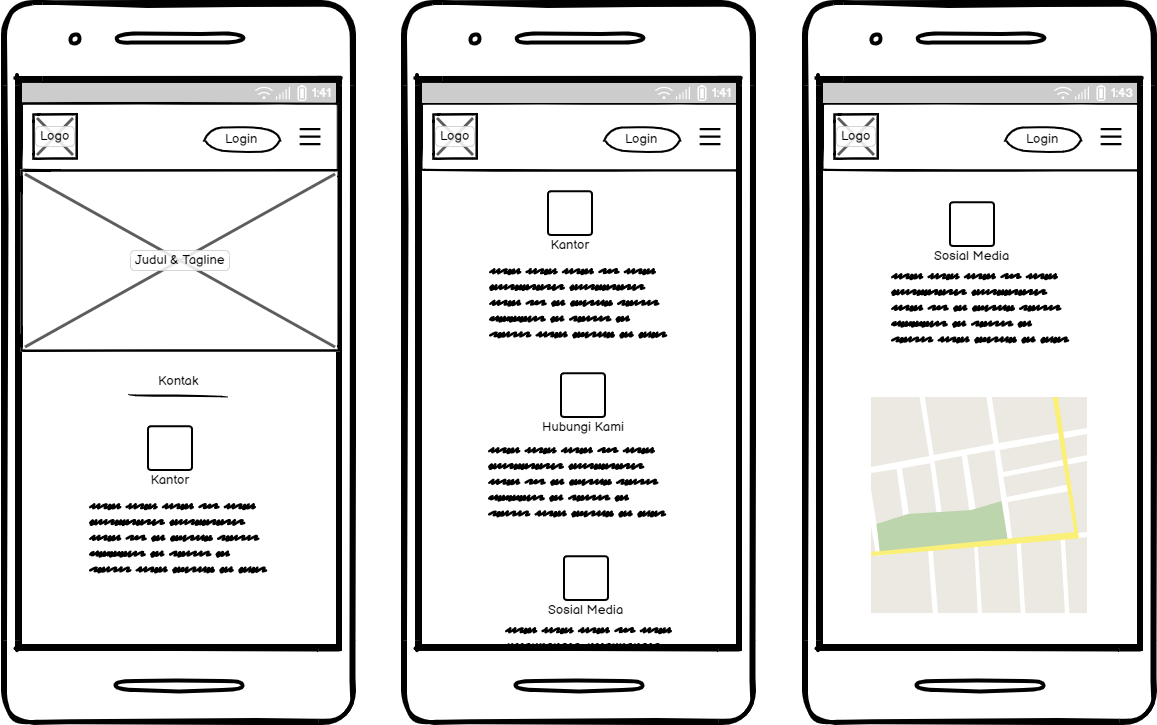 1:41
Logo
Login
Judul & Tagline
Kontak
Kantor
1:41
Logo
Login
Kantor
Hubungi Kami
Sosial Media
1:43
Logo
Login
Sosial Media